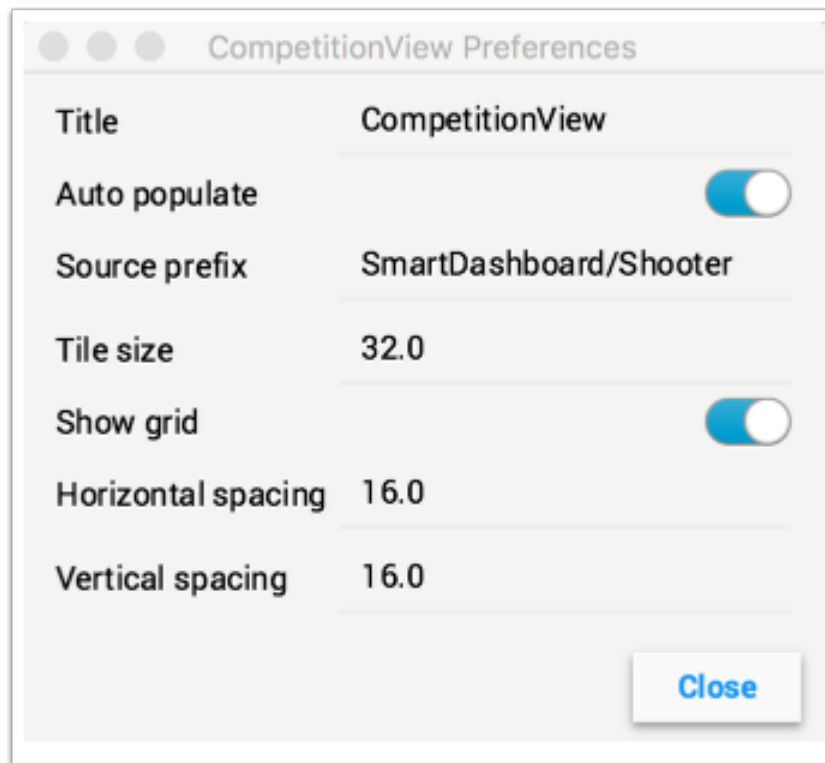 CompetitionView Preferences
Title CompetitionView
Auto populate
Source prefix SmartDashboard/Shooter
Tile size 32.0
Show grid
Horizontal spacing 16.0
Vertical spacing 16.0
Close